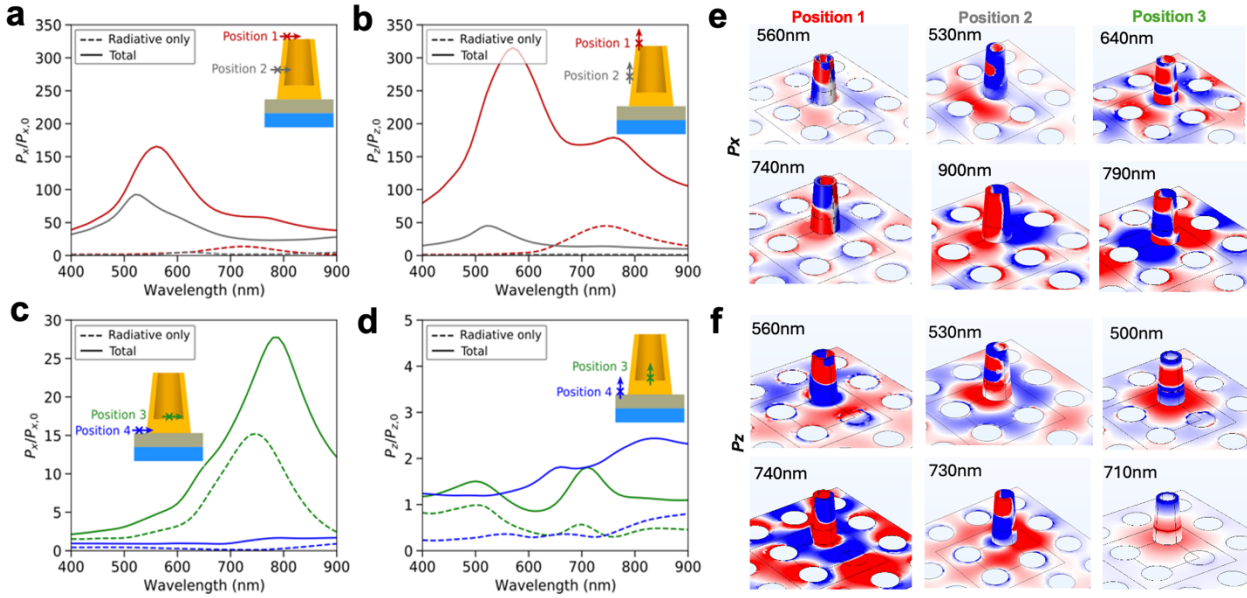 a
350
300
250
200
150
100
50
0
Px/Px,0
Radiative only
Total
Position 1
Position 2
400 500 600 700 800 900
Wavelength (nm)
b
350
300
250
200
150
100
50
0
Pz/Pz,0
Radiative only
Total
Position 1
Position 2
400 500 600 700 800 900
Wavelength (nm)
c
30
25
20
15
10
5
0
Px/Px,0
Radiative only
Total
Position 3
Position 4
400 500 600 700 800 900
Wavelength (nm)
d
5
4
3
2
1
0
Pz/Pz,0
Radiative only
Total
Position 3
Position 4
400 500 600 700 800 900
Wavelength (nm)
e
Position 1 Position 2 Position 3
Px
560nm 530nm 640nm
740nm 900nm 790nm
f
Pz
560nm 530nm 500nm
740nm 730nm 710nm